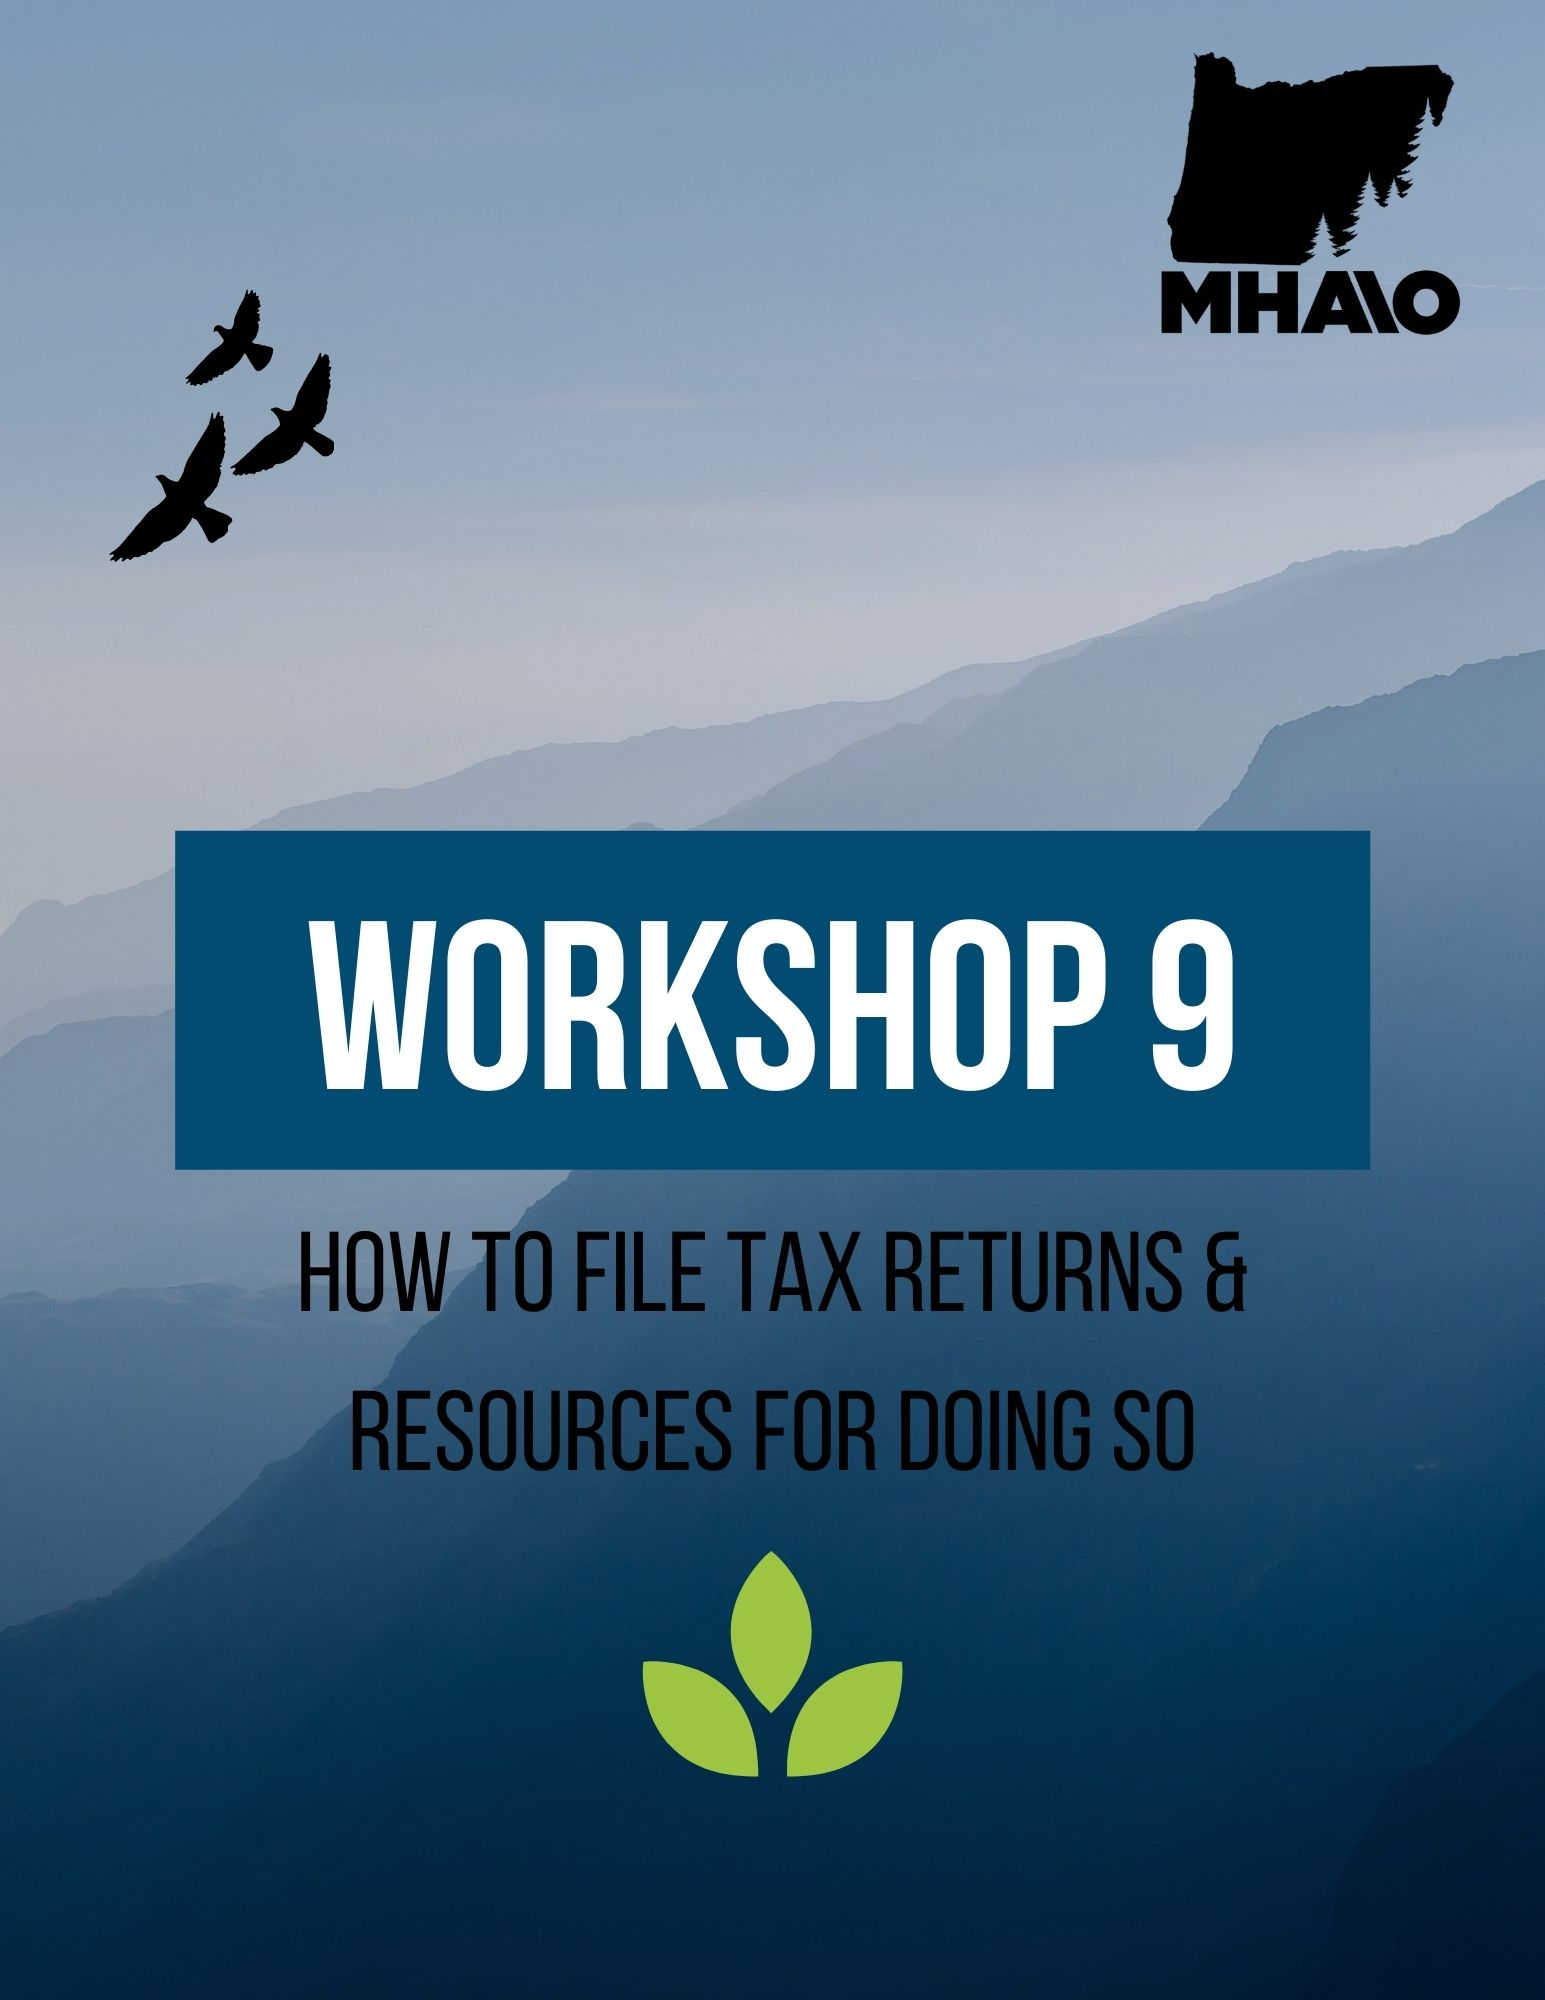 MHAAO
WORKSHOP 9
HOW TO FILE TAX RETURNS &
RESOURCES FOR DOING SO